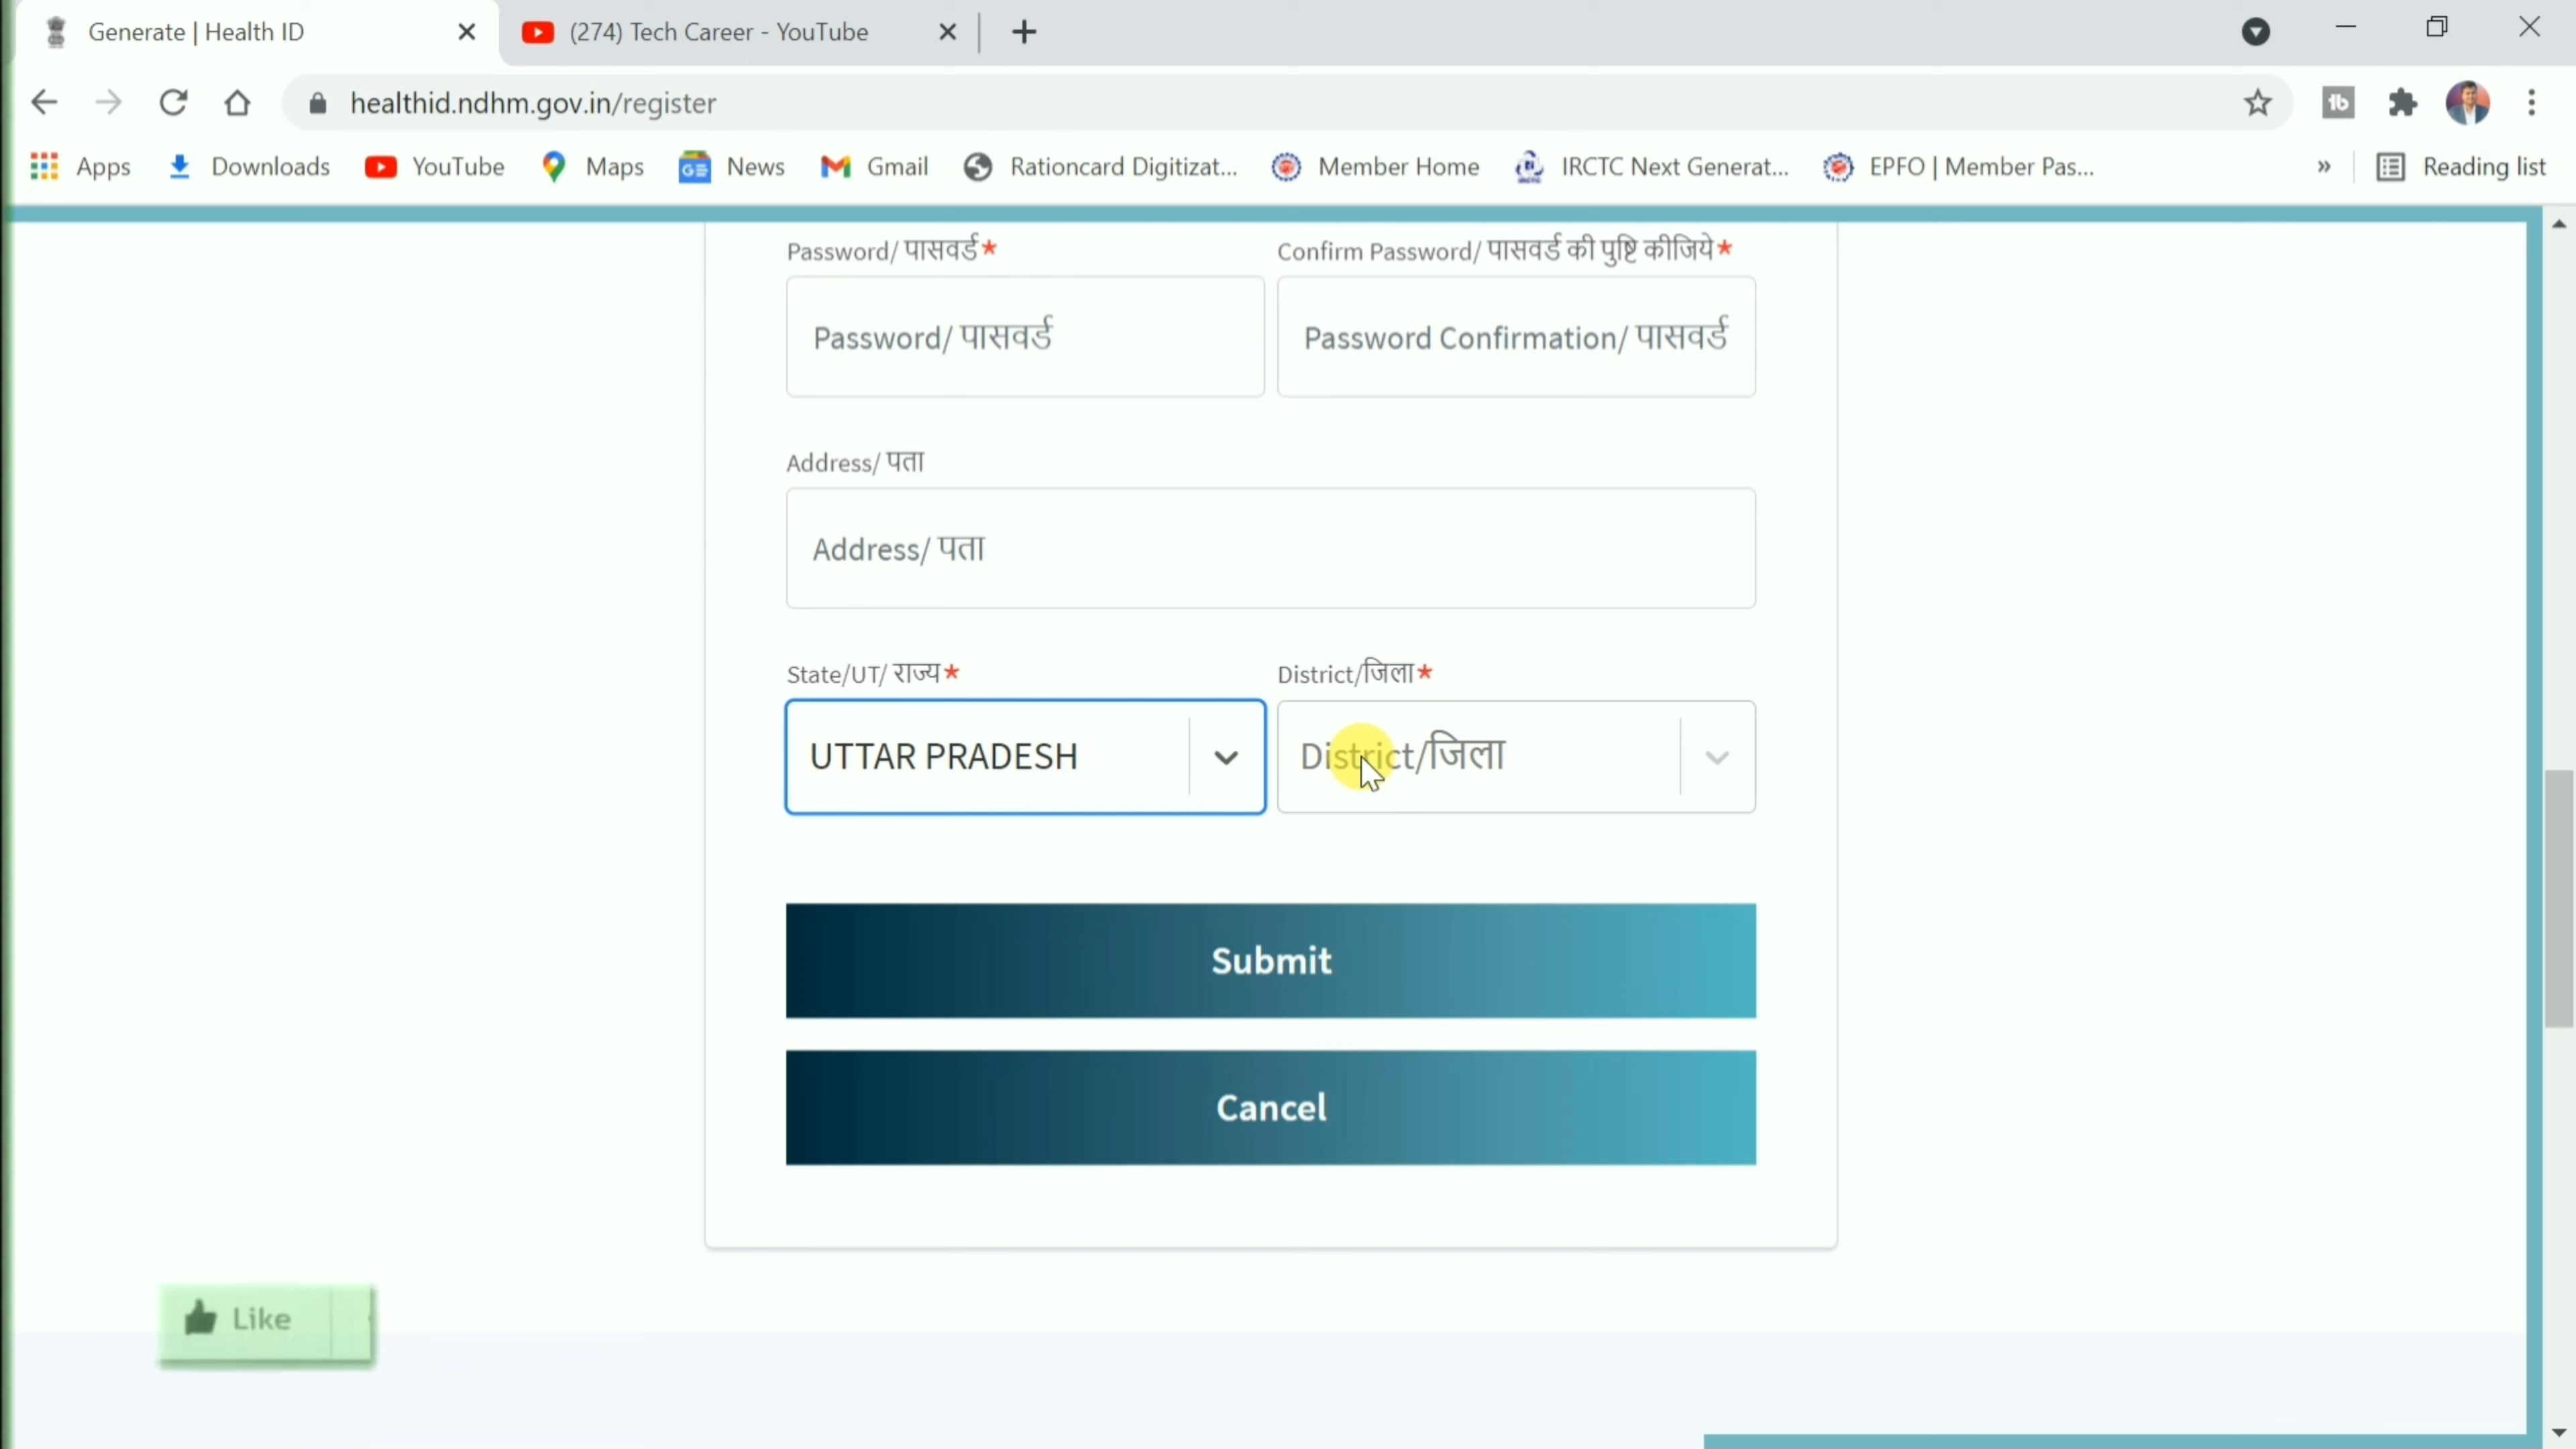 Generate | Health ID
(274) Tech Career - YouTube
healthid.ndhm.gov.in/register
Apps Downloads YouTube Maps News Gmail Rationcard Digitizat... Member Home IRCTC Next Generat... EPFO | Member Pas... » Reading list
Password/ पासवर्ड* Confirm Password/ पासवर्ड की पुष्टि कीजिये*
Password/ पासवर्ड Password Confirmation/ पासवर्ड
Address/ पता
Address/ पता
State/UT/ राज्य* District/जिला*
UTTAR PRADESH District/जिला
Submit
Cancel
Like